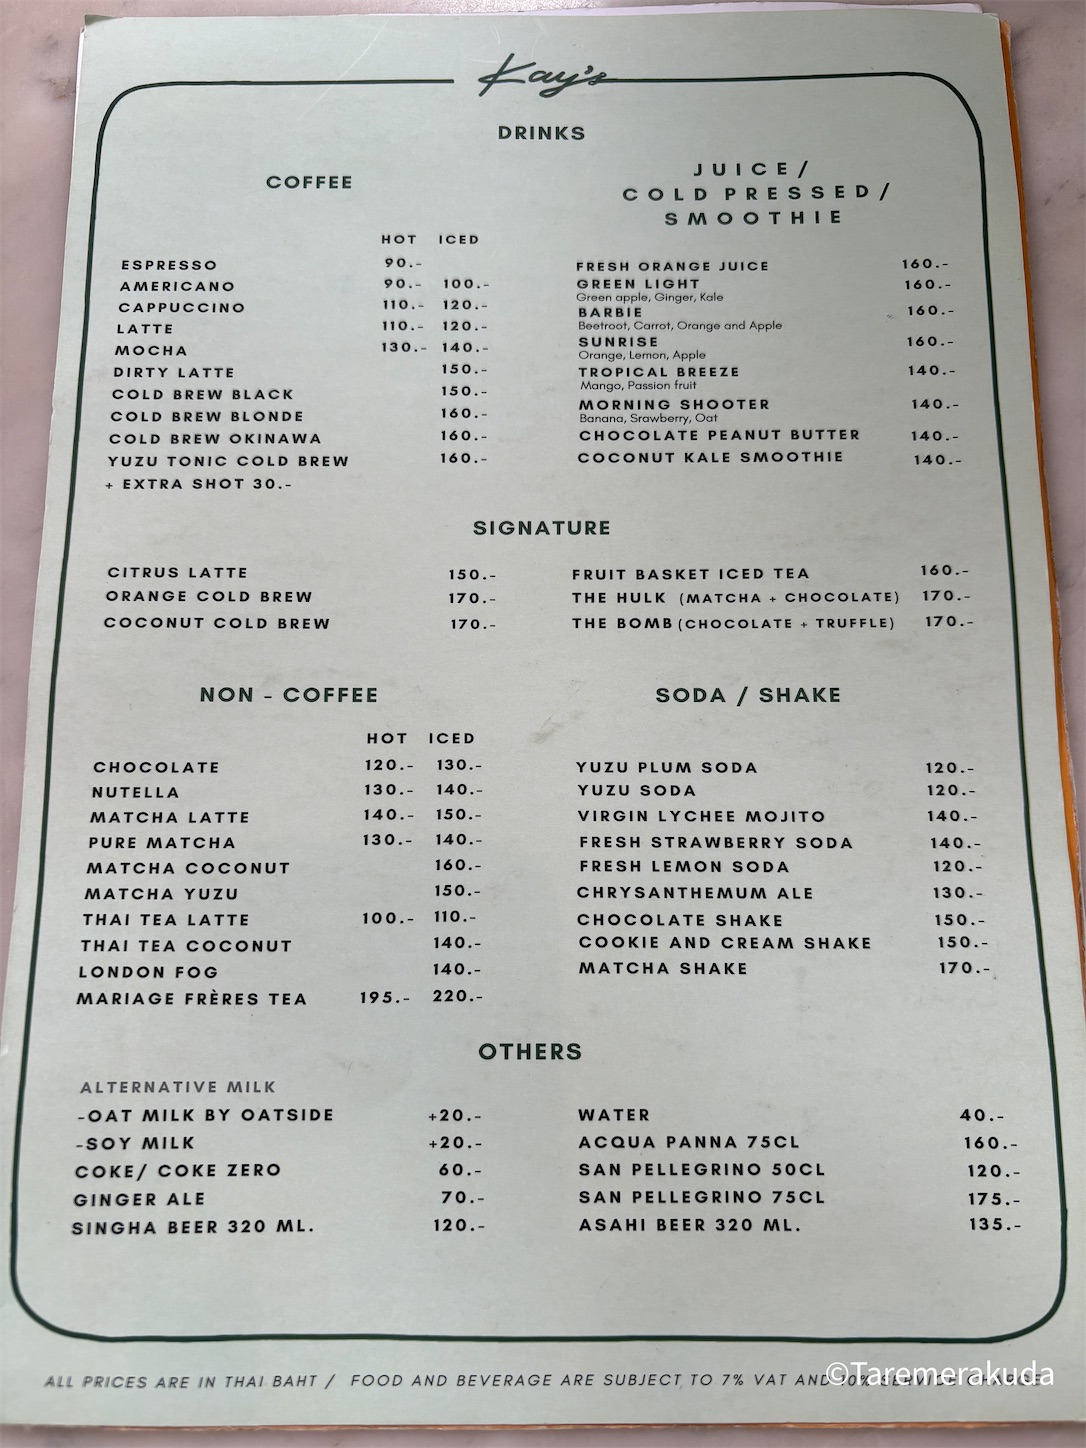 Kay's
DRINKS
COFFEE
HOT ICED
ESPRESSO 90.-
AMERICANO 90.- 100.-
CAPPUCCINO 110.- 120.-
LATTE 110.- 120.-
MOCHA 130.- 140.-
DIRTY LATTE 150.-
COLD BREW BLACK 150.-
COLD BREW BLONDE 160.-
COLD BREW OKINAWA 160.-
YUZU TONIC COLD BREW 160.-
+ EXTRA SHOT 30.-
JUICE/
COLD PRESSED/
SMOOTHIE
FRESH ORANGE JUICE 160.-
GREEN LIGHT 160.-
Green apple, Ginger, Kale
BARBIE 160.-
Beetroot, Carrot, Orange and Apple
SUNRISE 160.-
Orange, Lemon, Apple
TROPICAL BREEZE 140.-
Mango, Passion fruit
MORNING SHOOTER 140.-
Banana, Srawberry, Oat
CHOCOLATE PEANUT BUTTER 140.-
COCONUT KALE SMOOTHIE 140.-
SIGNATURE
CITRUS LATTE 150.-
ORANGE COLD BREW 170.-
COCONUT COLD BREW 170.-
FRUIT BASKET ICED TEA 160.-
THE HULK (MATCHA + CHOCOLATE) 170.-
THE BOMB (CHOCOLATE + TRUFFLE) 170.-
NON - COFFEE
HOT ICED
CHOCOLATE 120.- 130.-
NUTELLA 130.- 140.-
MATCHA LATTE 140.- 150.-
PURE MATCHA 130.- 140.-
MATCHA COCONUT 160.-
MATCHA YUZU 150.-
THAI TEA LATTE 100.- 110.-
THAI TEA COCONUT 140.-
LONDON FOG 140.-
MARIAGE FRÈRES TEA 195.- 220.-
SODA / SHAKE
YUZU PLUM SODA 120.-
YUZU SODA 120.-
VIRGIN LYCHEE MOJITO 140.-
FRESH STRAWBERRY SODA 140.-
FRESH LEMON SODA 120.-
CHRYSANTHEMUM ALE 130.-
CHOCOLATE SHAKE 150.-
COOKIE AND CREAM SHAKE 150.-
MATCHA SHAKE 170.-
OTHERS
ALTERNATIVE MILK
-OAT MILK BY OATSIDE +20.-
-SOY MILK +20.-
COKE/ COKE ZERO 60.-
GINGER ALE 70.-
SINGHA BEER 320 ML. 120.-
WATER 40.-
ACQUA PANNA 75CL 160.-
SAN PELLEGRINO 50CL 120.-
SAN PELLEGRINO 75CL 175.-
ASAHI BEER 320 ML. 135.-
ALL PRICES ARE IN THAI BAHT / FOOD AND BEVERAGE ARE SUBJECT TO 7% VAT AND
©Taremerakuda